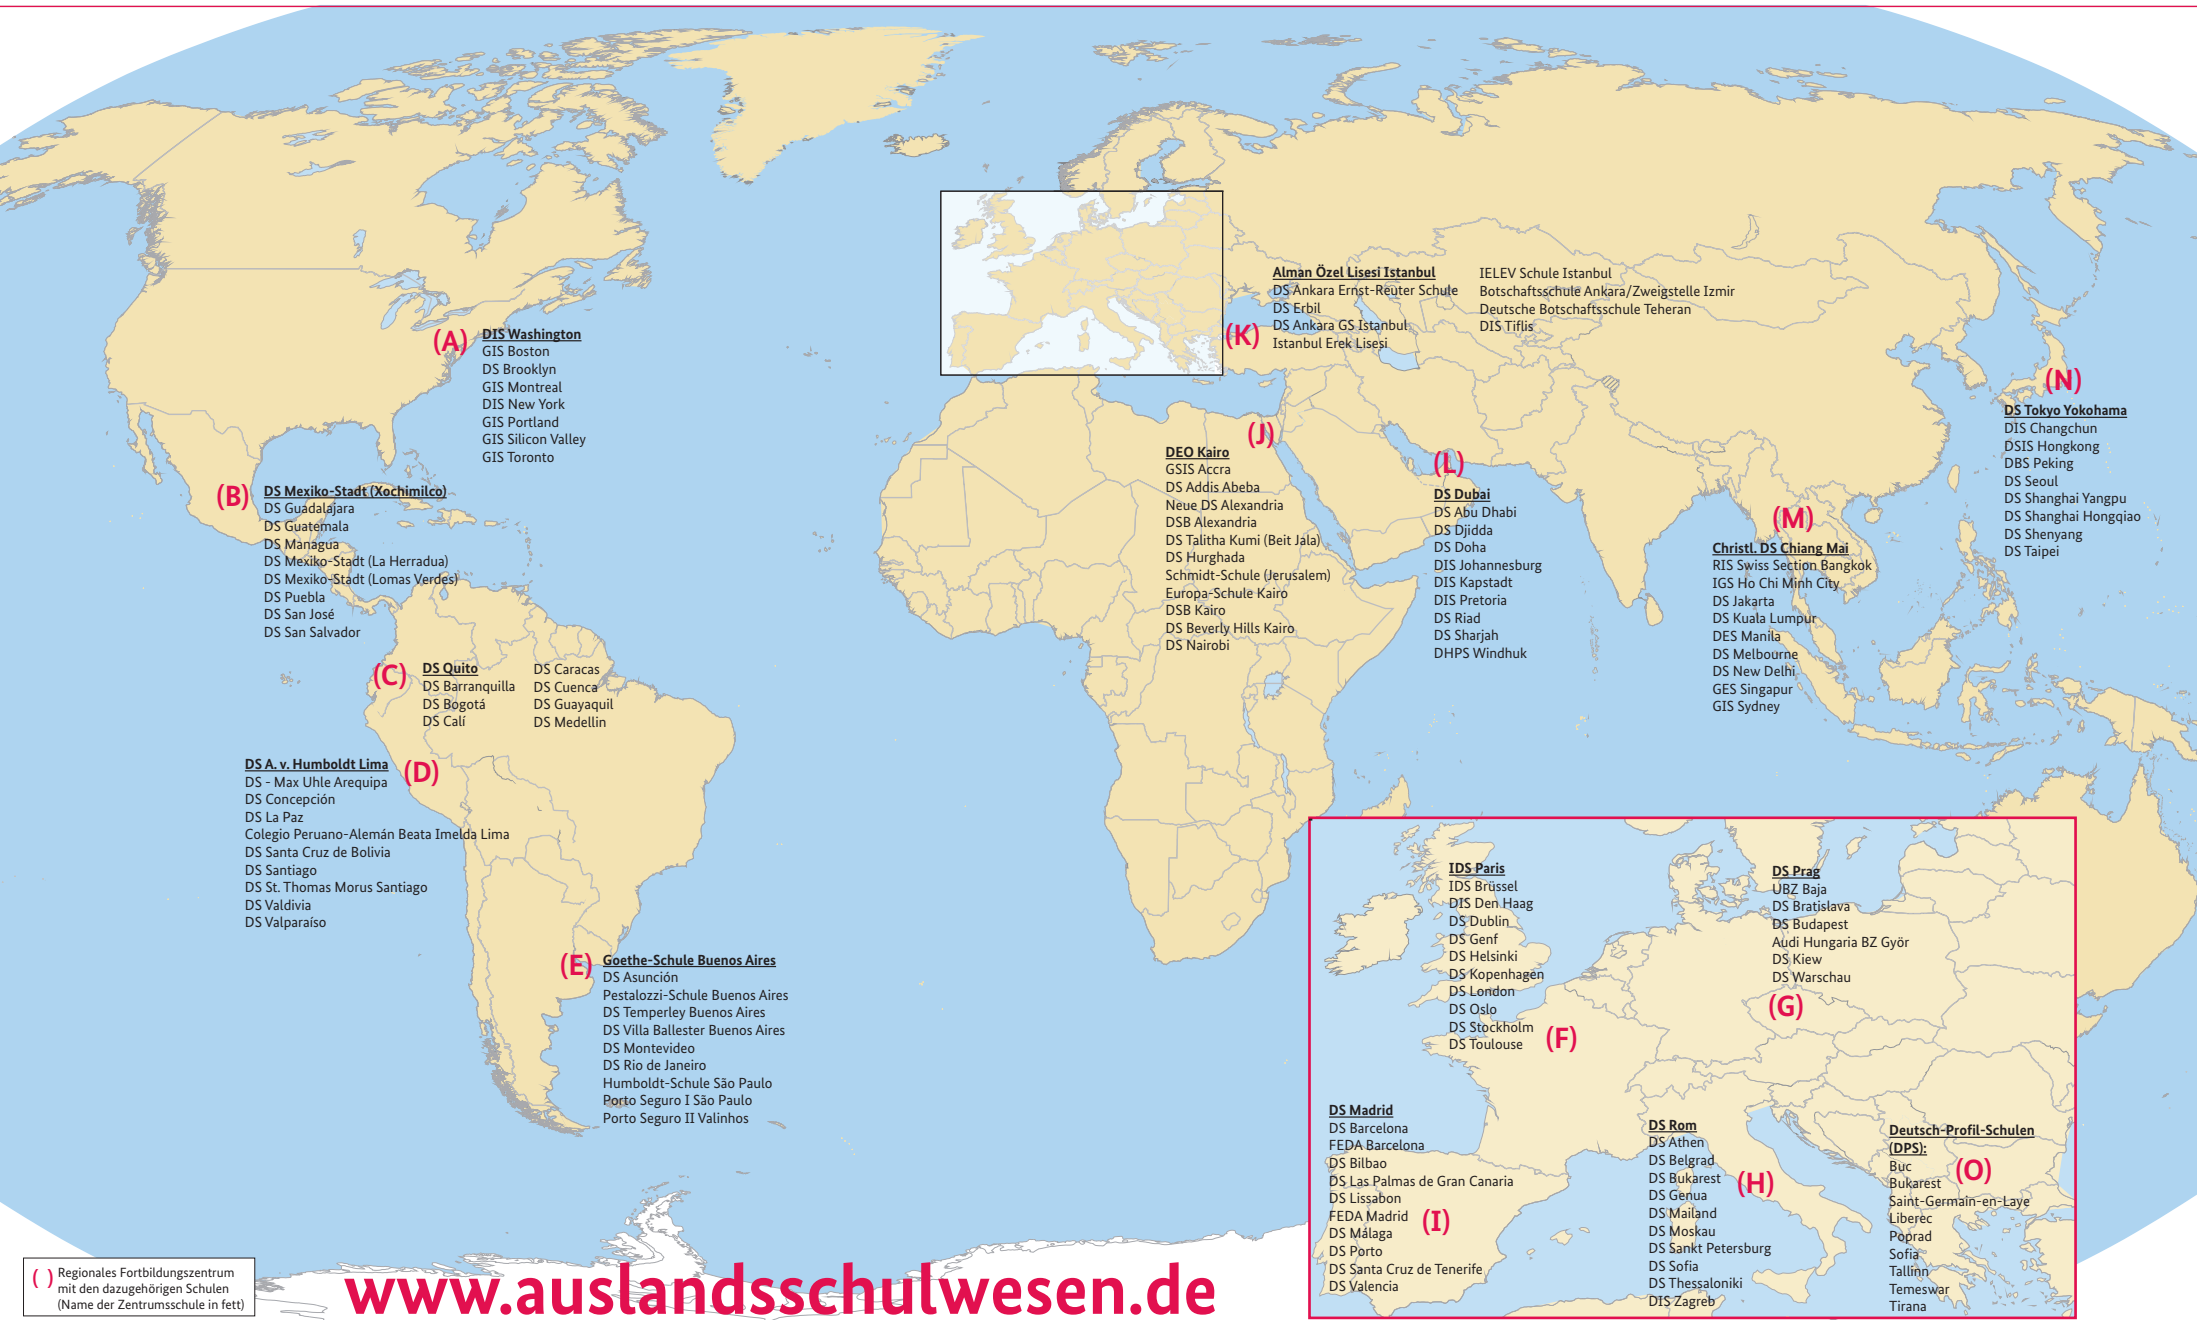 (A)
DIS Washington
GIS Boston
DS Brooklyn
GIS Montreal
DIS New York
GIS Portland
GIS Silicon Valley
GIS Toronto
(B)
DS Mexiko-Stadt (Xochimilco)
DS Guadalajara
DS Guatemala
DS Managua
DS Mexiko-Stadt (La Herradua)
DS Mexiko-Stadt (Lomas Verdes)
DS Puebla
DS San José
DS San Salvador
(C)
DS Quito
DS Barranquilla
DS Bogotá
DS Calí
DS Caracas
DS Cuenca
DS Guayaquil
DS Medellin
(D)
DS A. v. Humboldt Lima
DS - Max Uhle Arequipa
DS Concepción
DS La Paz
Colegio Peruano-Alemán Beata Imelda Lima
DS Santa Cruz de Bolivia
DS Santiago
DS St. Thomas Morus Santiago
DS Valdivia
DS Valparaíso
(E)
Goethe-Schule Buenos Aires
DS Asunción
Pestalozzi-Schule Buenos Aires
DS Temperley Buenos Aires
DS Villa Ballester Buenos Aires
DS Montevideo
DS Rio de Janeiro
Humboldt-Schule São Paulo
Porto Seguro I São Paulo
Porto Seguro II Valinhos
(K)
Alman Özel Lisesi Istanbul
DS Ankara Ernst-Reuter Schule
DS Erbil
DS Ankara GS Istanbul
Istanbul Erek Lisesi
IELEV Schule Istanbul
Botschaftsschule Ankara/Zweigstelle Izmir
Deutsche Botschaftsschule Teheran
DIS Tiflis
(J)
DEO Kairo
GSIS Accra
DS Addis Abeba
Neue DS Alexandria
DSB Alexandria
DS Talitha Kumi (Beit Jala)
DS Hurghada
Schmidt-Schule (Jerusalem)
Europa-Schule Kairo
DSB Kairo
DS Beverly Hills Kairo
DS Nairobi
(L)
DS Dubai
DS Abu Dhabi
DS Djidda
DS Doha
DIS Johannesburg
DIS Kapstadt
DIS Pretoria
DS Riad
DS Sharjah
DHPS Windhuk
(M)
Christl. DS Chiang Mai
RIS Swiss Section Bangkok
IGS Ho Chi Minh City
DS Jakarta
DS Kuala Lumpur
DES Manila
DS Melbourne
DS New Delhi
GES Singapur
GIS Sydney
(N)
DS Tokyo Yokohama
DIS Changchun
DSIS Hongkong
DBS Peking
DS Seoul
DS Shanghai Yangpu
DS Shanghai Hongqiao
DS Shenyang
DS Taipei
IDS Paris
IDS Brüssel
DIS Den Haag
DS Dublin
DS Genf
DS Helsinki
DS Kopenhagen
DS London
DS Oslo
DS Stockholm
DS Toulouse
(F)
DS Prag
UBZ Baja
DS Bratislava
DS Budapest
Audi Hungaria BZ Györ
DS Kiew
DS Warschau
(G)
DS Madrid
DS Barcelona
FEDA Barcelona
DS Bilbao
DS Las Palmas de Gran Canaria
DS Lissabon
FEDA Madrid
DS Málaga
DS Porto
DS Santa Cruz de Tenerife
DS Valencia
(I)
DS Rom
DS Athen
DS Belgrad
DS Bukarest
DS Genua
DS Mailand
DS Moskau
DS Sankt Petersburg
DS Sofia
DS Thessaloniki
DIS Zagreb
(H)
Deutsch-Profil-Schulen
(DPS):
Buc
Bukarest
Saint-Germain-en-Laye
Liberec
Poprad
Sofia
Tallinn
Temeswar
Tirana
(O)
( ) Regionales Fortbildungszentrum
mit den dazugehörigen Schulen
(Name der Zentrumsschule in fett)
www.auslandsschulwesen.de